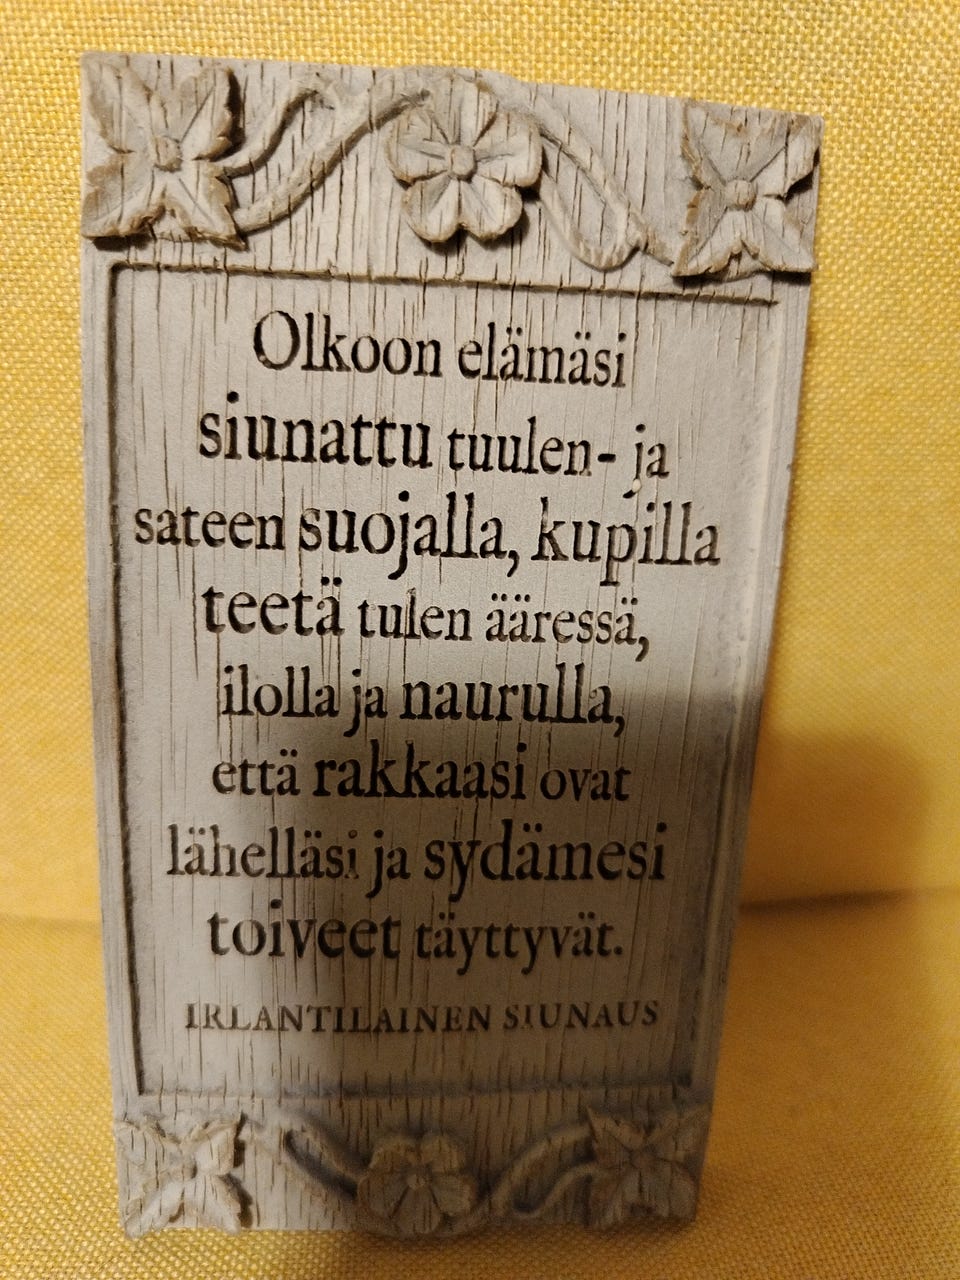 Olkoon elämäsi
siunattu tuulen- ja
sateen suojalla, kupilla
teetä tulen ääressä,
ilolla ja naurulla,
että rakkaasi ovat
lähelläsi ja sydämesi
toiveet täyttyvät.
IRLANTILAINEN SIUNAUS